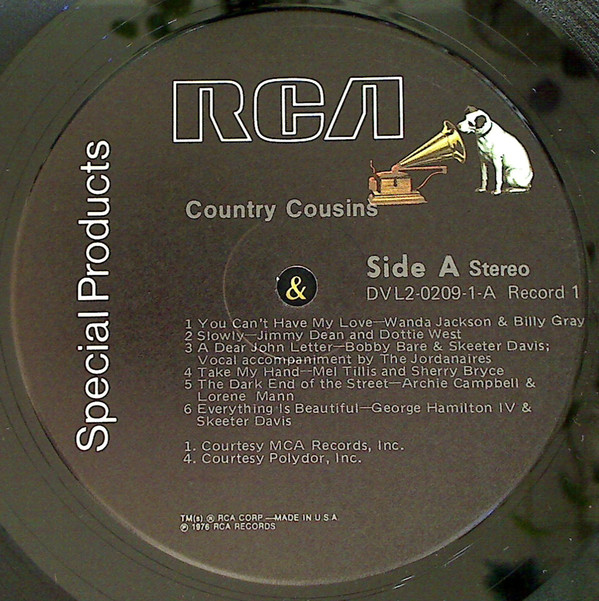 RCA
Special Products
Country Cousins
Side A Stereo
&
DVL2-0209-1-A Record 1
1 You Can't Have My Love—Wanda Jackson & Billy Gray
2 Slowly—Jimmy Dean and Dottie West
3 A Dear John Letter—Bobby Bare & Skeeter Davis;
Vocal accompaniment by The Jordanaires
4 Take My Hand—Mel Tillis and Sherry Bryce
5 The Dark End of the Street—Archie Campbell &
Lorene Mann
6 Everything Is Beautiful—George Hamilton IV &
Skeeter Davis
1. Courtesy MCA Records, Inc.
4. Courtesy Polydor, Inc.
TM(s) ® RCA CORP.—MADE IN U.S.A.
℗ 1976 RCA RECORDS